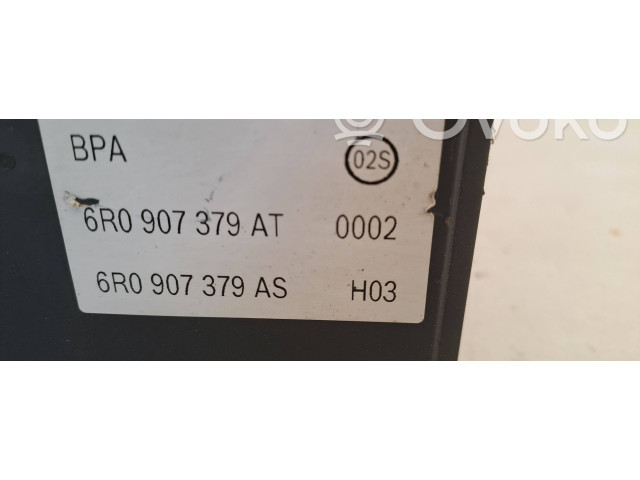 Ovoko
BPA 02S
6R0 907 379 AT 0002
6R0 907 379 AS H03